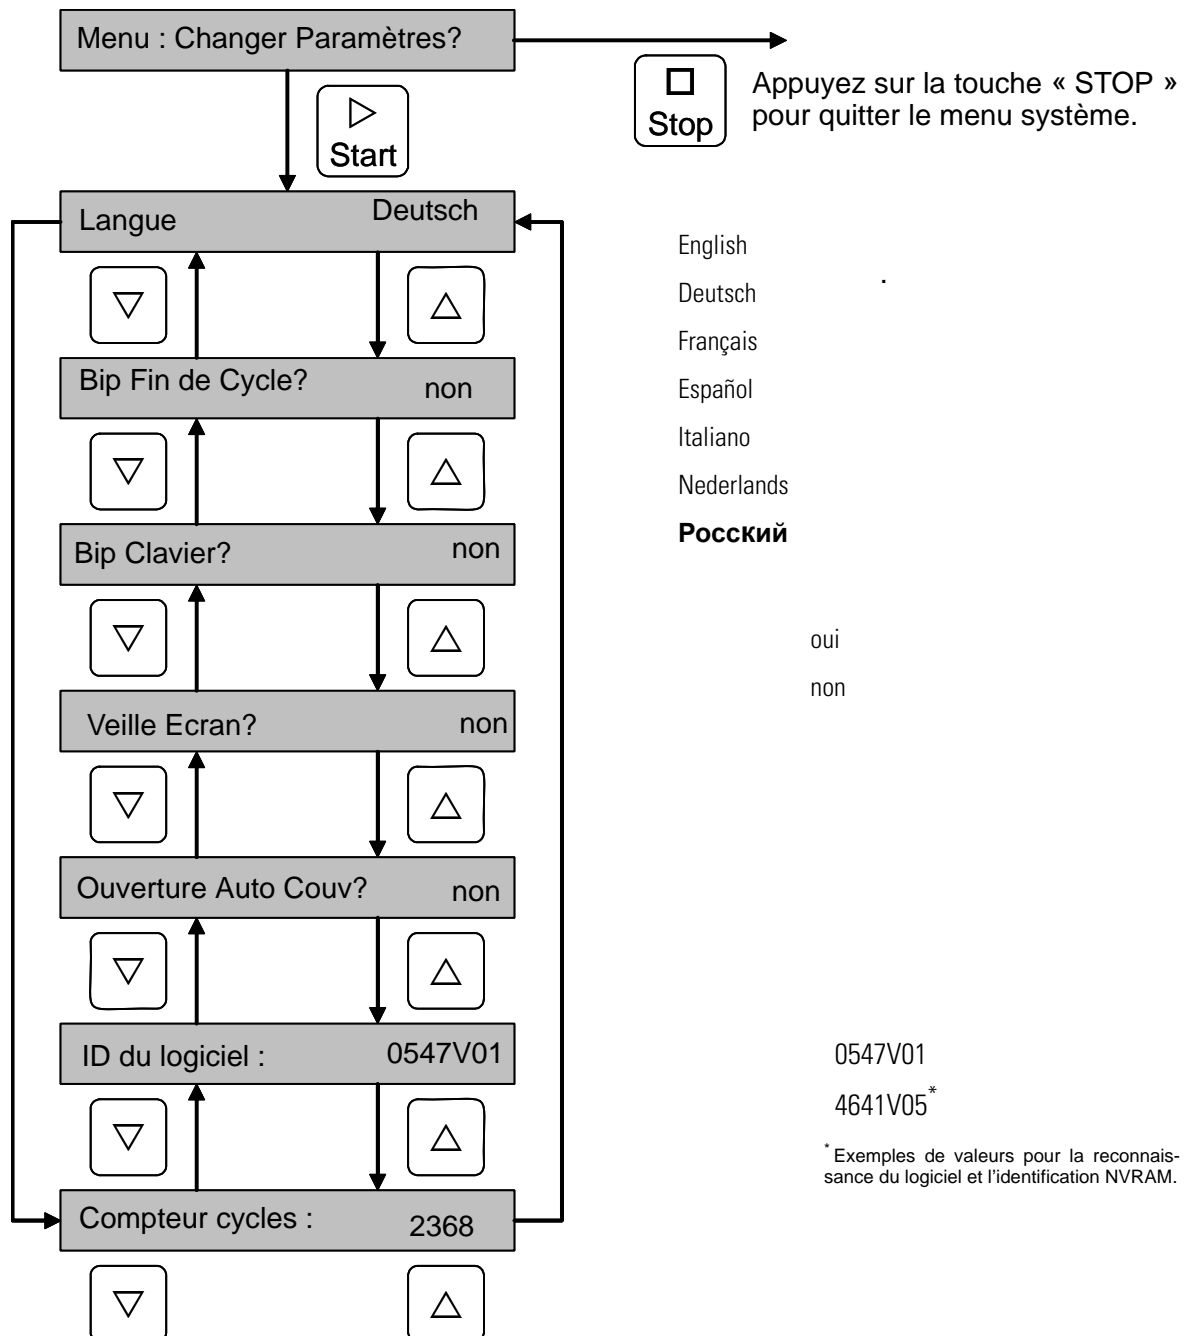 Menu : Changer Paramètres?
Stop
Appuyez sur la touche « STOP »
pour quitter le menu système.
Start
Langue Deutsch
English
Deutsch
.
Français
Español
Italiano
Nederlands
Росский
Bip Fin de Cycle? non
Bip Clavier? non
oui
non
Veille Ecran? non
Ouverture Auto Couv? non
ID du logiciel : 0547V01
0547V01
4641V05*
* Exemples de valeurs pour la reconnais-
sance du logiciel et l'identification NVRAM.
Compteur cycles : 2368